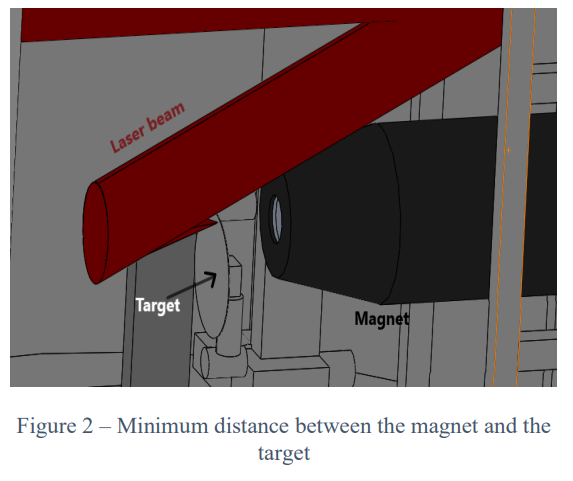 Laser beam
Target
Magnet
Figure 2 – Minimum distance between the magnet and the
target